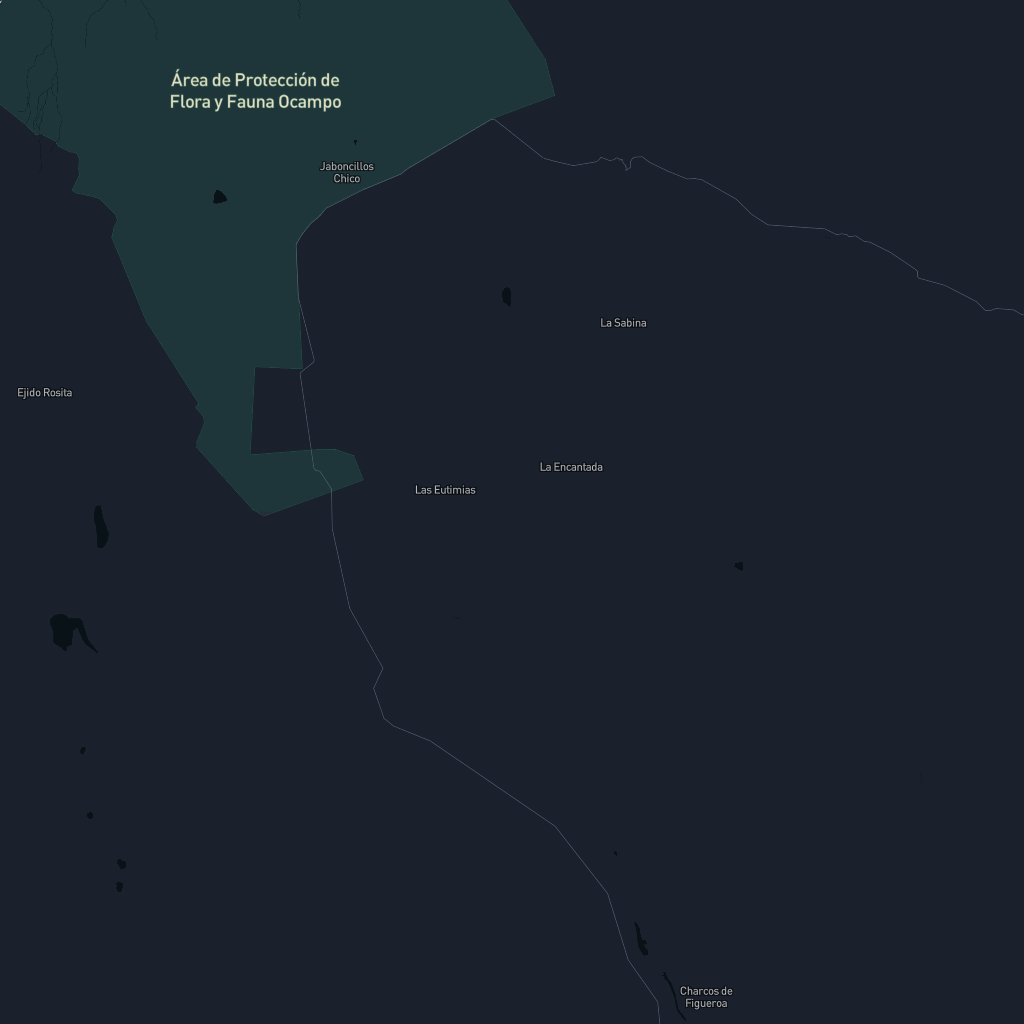 Área de Protección de
Flora y Fauna Ocampo
Jaboncillos
Chico
La Sabina
Ejido Rosita
La Encantada
Las Eutimias
Charcos de
Figueroa